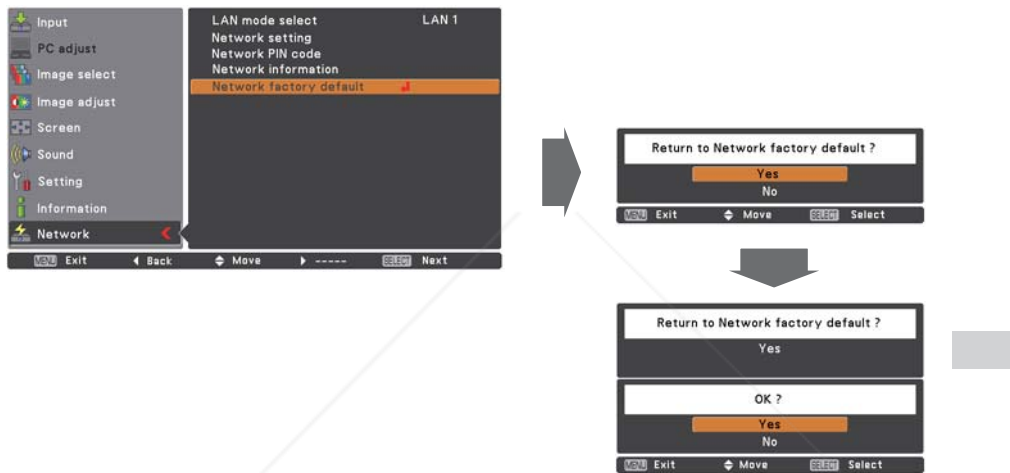 Input
PC adjust
Image select
Image adjust
Screen
Sound
Setting
Information
Network
LAN mode select LAN 1
Network setting
Network PIN code
Network information
Network factory default
MENU Exit Back Move ----- SELECT Next
Return to Network factory default ?
Yes
No
MENU Exit Move SELECT Select
Return to Network factory default ?
Yes
OK ?
Yes
No
MENU Exit Move SELECT Select